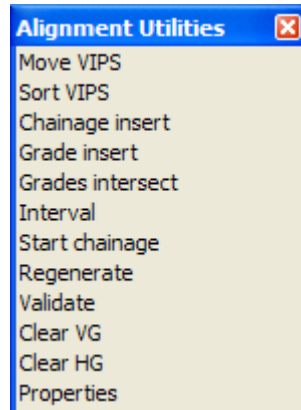 Alignment Utilities
Move VIPS
Sort VIPS
Chainage insert
Grade insert
Grades intersect
Interval
Start chainage
Regenerate
Validate
Clear VG
Clear HG
Properties